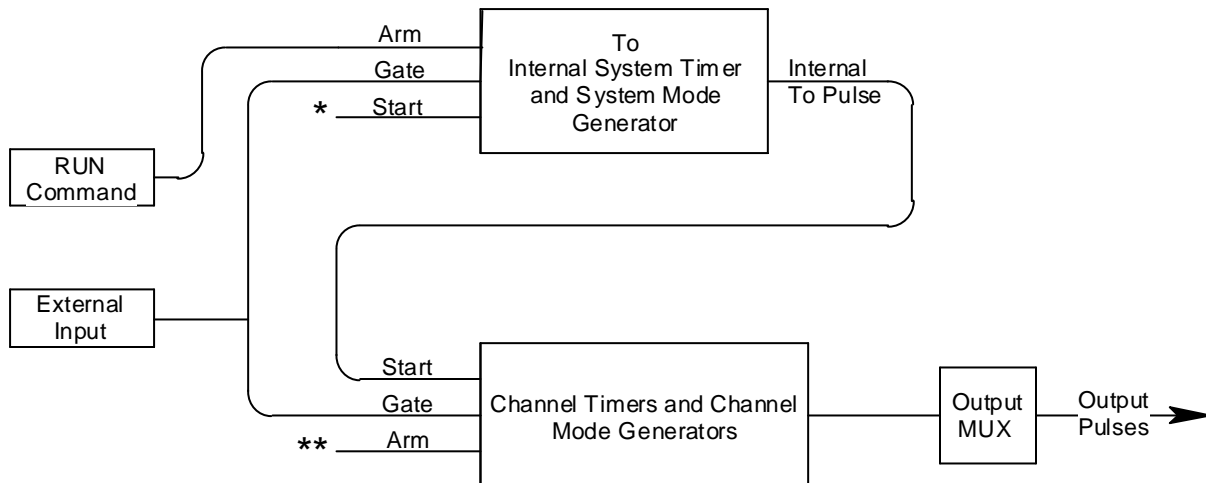 Arm
Gate
* Start
To
Internal System Timer
and System Mode
Generator
Internal
To Pulse
RUN
Command
External
Input
Start
Gate
** Arm
Channel Timers and Channel
Mode Generators
Output
MUX
Output
Pulses